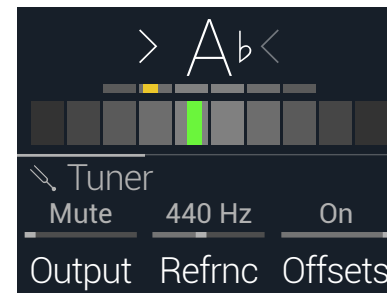 > A♭ <
Tuner
Mute 440 Hz On
Output Refrnc Offsets